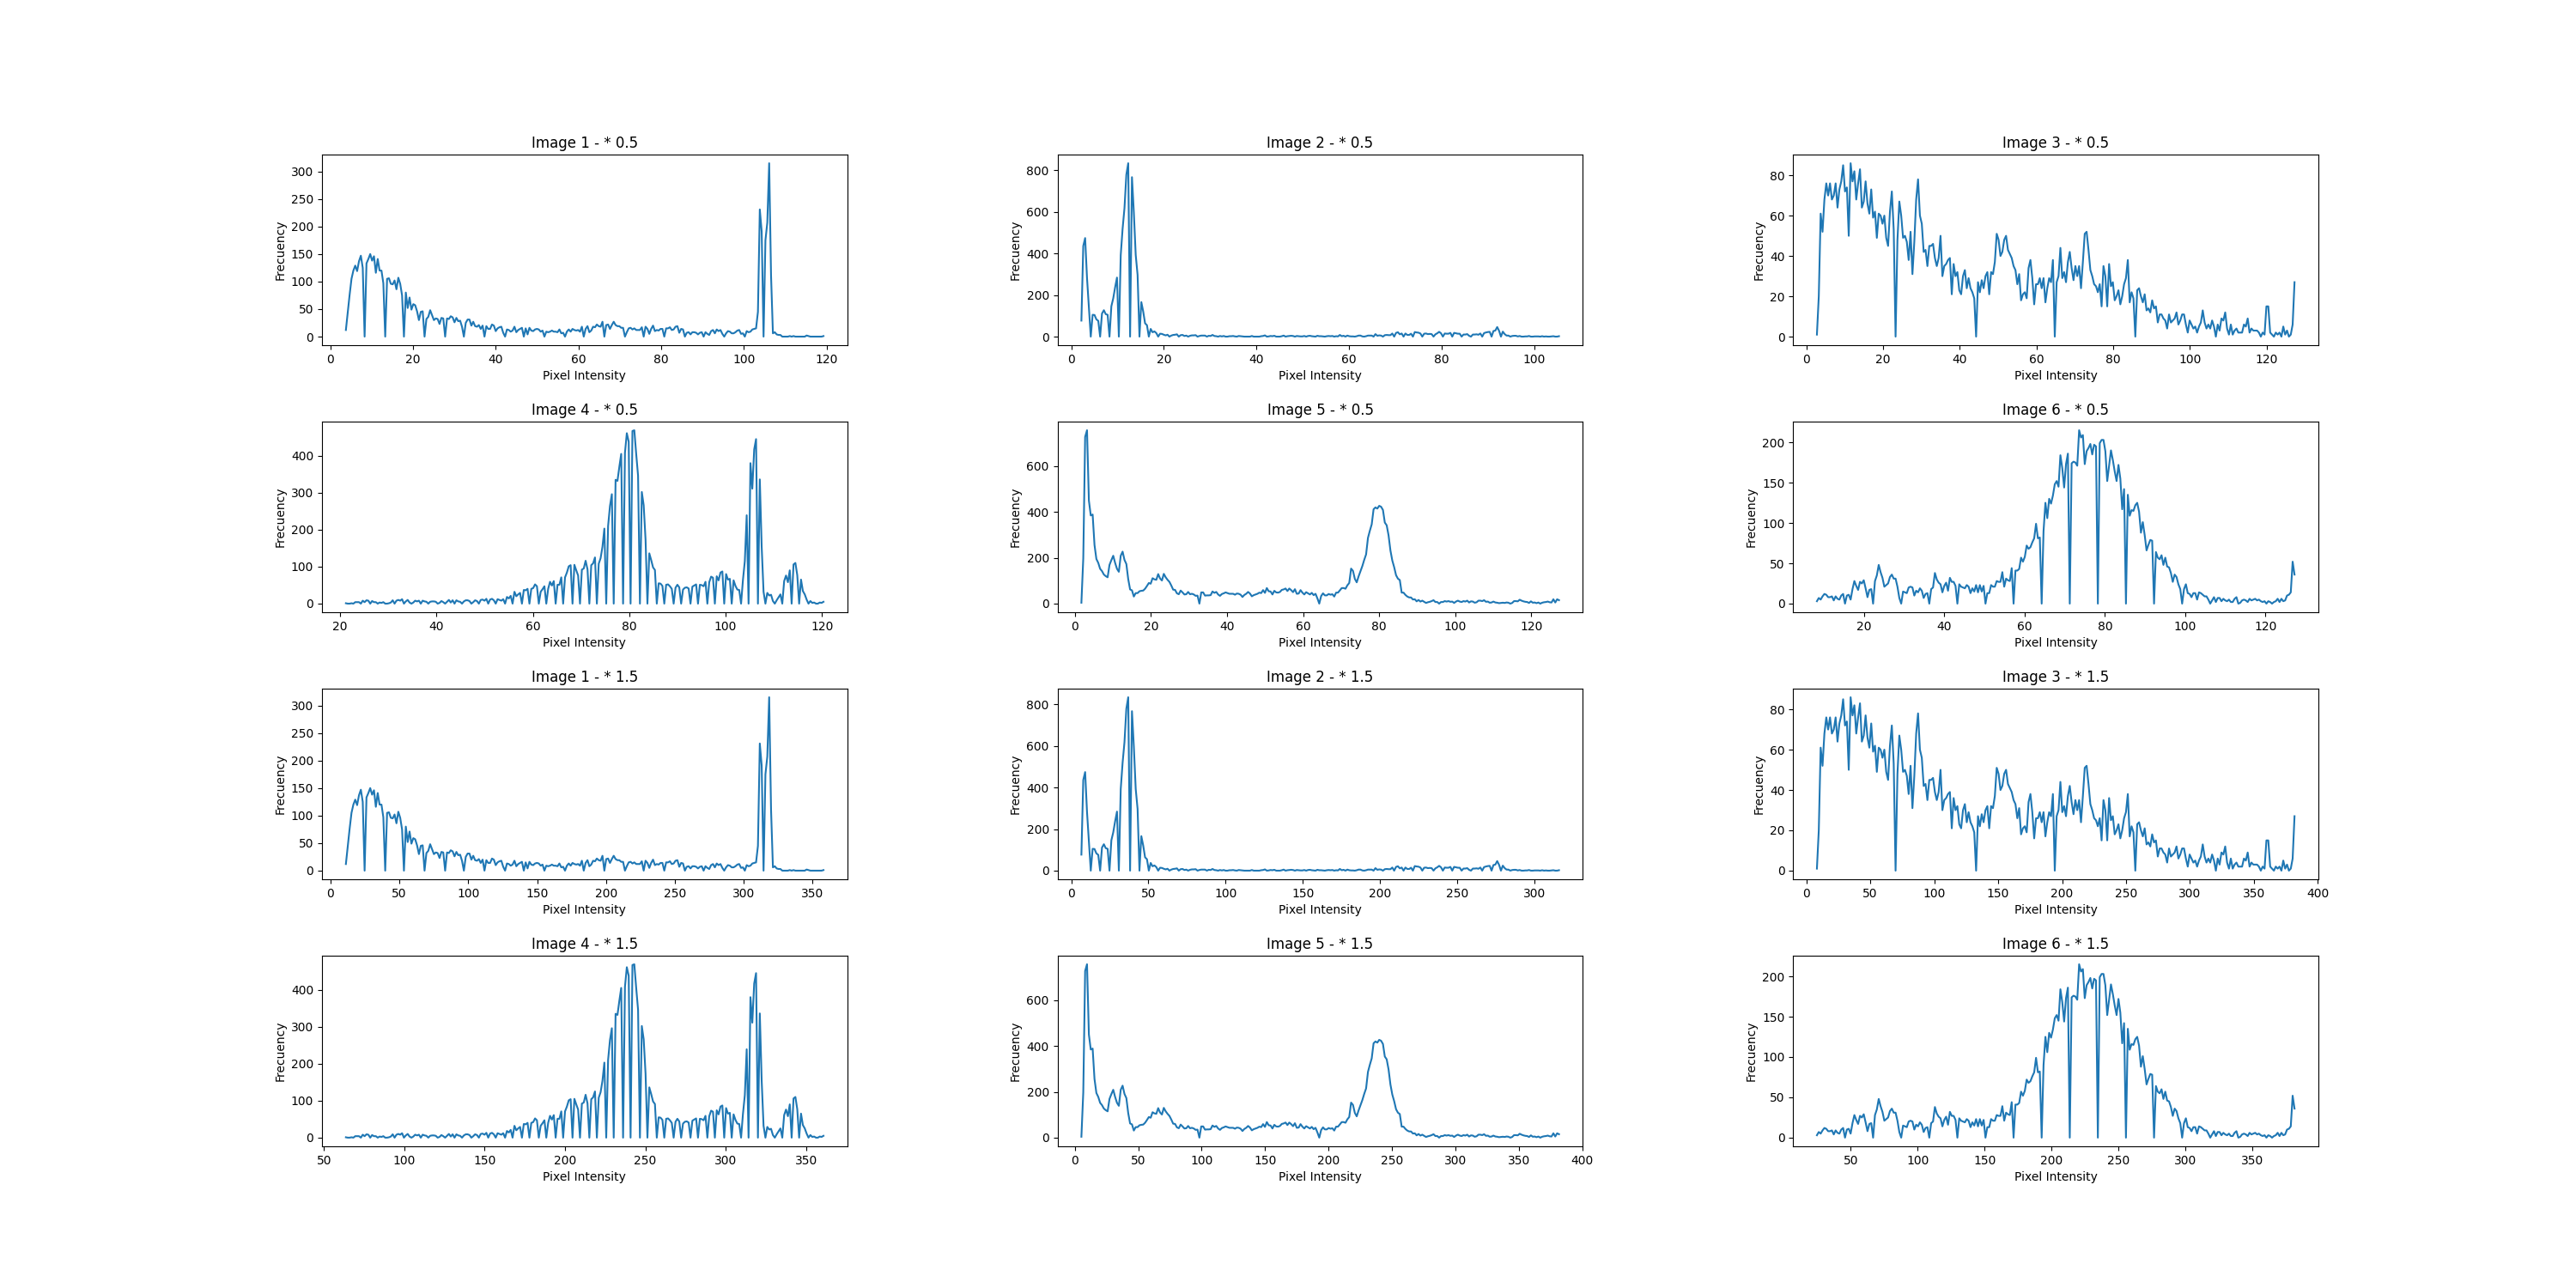 Image 1 - * 0.5
Image 2 - * 0.5
Image 3 - * 0.5
Frecuency
300
250
200
150
100
50
0
0 20 40 60 80 100 120
Pixel Intensity
Frecuency
800
600
400
200
0
0 20 40 60 80 100
Pixel Intensity
Frecuency
80
60
40
20
0
0 20 40 60 80 100 120
Pixel Intensity
Image 4 - * 0.5
Image 5 - * 0.5
Image 6 - * 0.5
Frecuency
400
300
200
100
0
20 40 60 80 100 120
Pixel Intensity
Frecuency
600
400
200
0
0 20 40 60 80 100 120
Pixel Intensity
Frecuency
200
150
100
50
0
20 40 60 80 100 120
Pixel Intensity
Image 1 - * 1.5
Image 2 - * 1.5
Image 3 - * 1.5
Frecuency
300
250
200
150
100
50
0
0 50 100 150 200 250 300 350
Pixel Intensity
Frecuency
800
600
400
200
0
0 50 100 150 200 250 300
Pixel Intensity
Frecuency
80
60
40
20
0
0 50 100 150 200 250 300 350 400
Pixel Intensity
Image 4 - * 1.5
Image 5 - * 1.5
Image 6 - * 1.5
Frecuency
400
300
200
100
0
50 100 150 200 250 300 350
Pixel Intensity
Frecuency
600
400
200
0
0 50 100 150 200 250 300 350 400
Pixel Intensity
Frecuency
200
150
100
50
0
50 100 150 200 250 300 350
Pixel Intensity